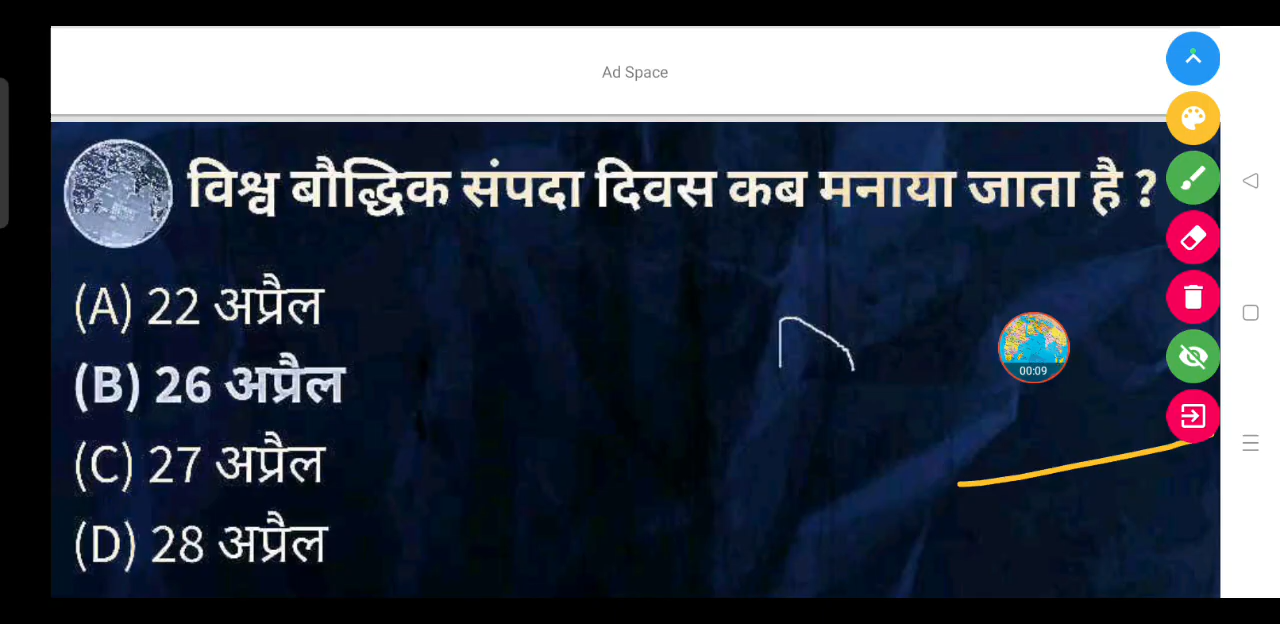 Ad Space
विश्व बौद्धिक संपदा दिवस कब मनाया जाता है ?
(A) 22 अप्रैल
(B) 26 अप्रैल
(C) 27 अप्रैल
(D) 28 अप्रैल
00:09